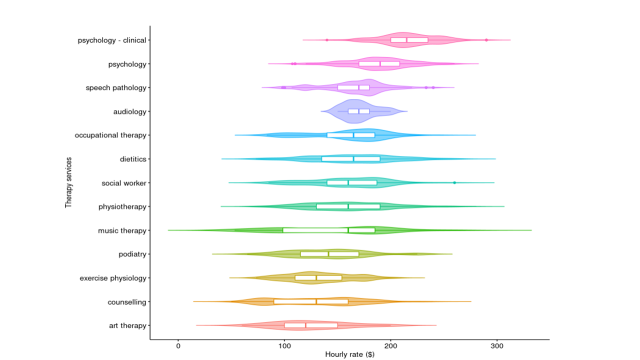 psychology - clinical
psychology
speech pathology
audiology
occupational therapy
dietitics
social worker
physiotherapy
music therapy
podiatry
exercise physiology
counselling
art therapy
Therapy services
0 100 200 300
Hourly rate ($)